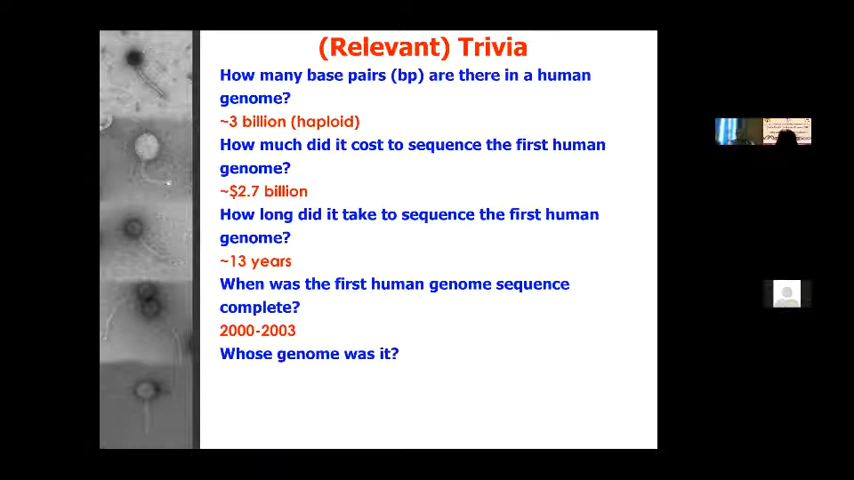 (Relevant) Trivia
How many base pairs (bp) are there in a human
genome?
~3 billion (haploid)
How much did it cost to sequence the first human
genome?
~$2.7 billion
How long did it take to sequence the first human
genome?
~13 years
When was the first human genome sequence
complete?
2000-2003
Whose genome was it?